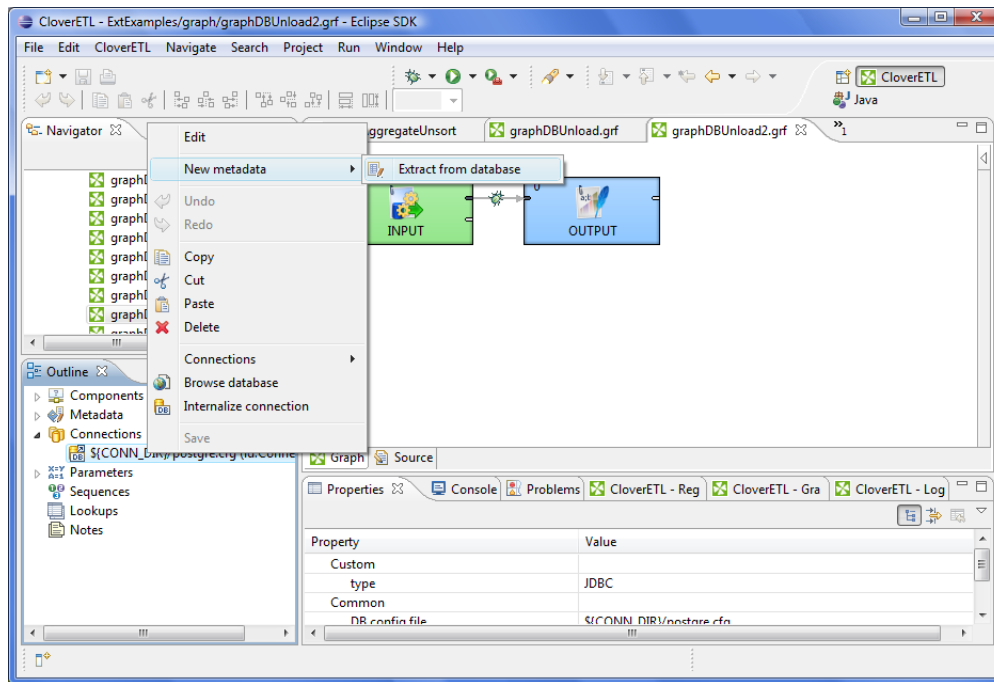 CloverETL - ExtExamples/graph/graphDBUnload2.grf - Eclipse SDK
File Edit CloverETL Navigate Search Project Run Window Help
CloverETL
Java
Navigator
ggregateUnsort
graphDBUnload.grf
graphDBUnload2.grf
1
Edit
New metadata
Extract from database
Undo
Redo
Copy
Cut
Paste
Delete
Connections
Browse database
Internalize connection
Save
INPUT
0
OUTPUT
Outline
Components
Metadata
Connections
${CONN_DIR}/postgre.cfg (id:Conne
Parameters
Sequences
Lookups
Notes
Graph Source
Properties Console Problems CloverETL - Reg CloverETL - Gra CloverETL - Log
Property Value
Custom
type JDBC
Common
DB config file ${CONN_DIR}/postgre.cfg